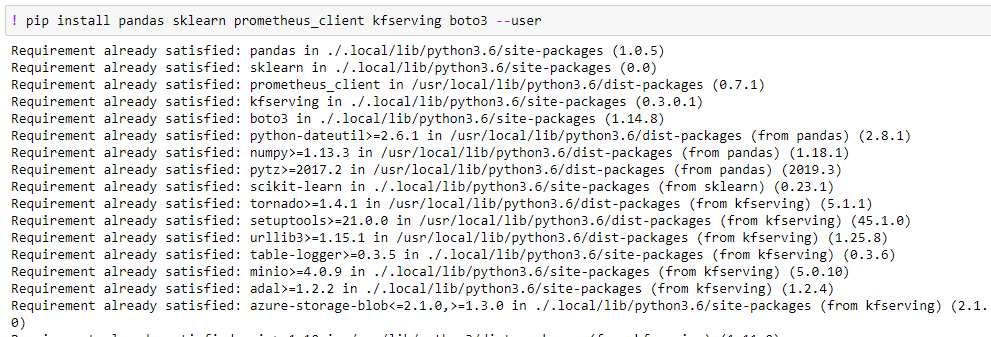 ! pip install pandas sklearn prometheus_client kfserving boto3 --user
Requirement already satisfied: pandas in ./.local/lib/python3.6/site-packages (1.0.5)
Requirement already satisfied: sklearn in ./.local/lib/python3.6/site-packages (0.0)
Requirement already satisfied: prometheus_client in /usr/local/lib/python3.6/dist-packages (0.7.1)
Requirement already satisfied: kfserving in ./.local/lib/python3.6/site-packages (0.3.0.1)
Requirement already satisfied: boto3 in ./.local/lib/python3.6/site-packages (1.14.8)
Requirement already satisfied: python-dateutil>=2.6.1 in /usr/local/lib/python3.6/dist-packages (from pandas) (2.8.1)
Requirement already satisfied: numpy>=1.13.3 in /usr/local/lib/python3.6/dist-packages (from pandas) (1.18.1)
Requirement already satisfied: pytz>=2017.2 in /usr/local/lib/python3.6/dist-packages (from pandas) (2019.3)
Requirement already satisfied: scikit-learn in ./.local/lib/python3.6/site-packages (from sklearn) (0.23.1)
Requirement already satisfied: tornado>=1.4.1 in /usr/local/lib/python3.6/dist-packages (from kfserving) (5.1.1)
Requirement already satisfied: setuptools>=21.0.0 in /usr/local/lib/python3.6/dist-packages (from kfserving) (45.1.0)
Requirement already satisfied: urllib3>=1.15.1 in /usr/local/lib/python3.6/dist-packages (from kfserving) (1.25.8)
Requirement already satisfied: table-logger>=0.3.5 in ./.local/lib/python3.6/site-packages (from kfserving) (0.3.6)
Requirement already satisfied: minio>=4.0.9 in ./.local/lib/python3.6/site-packages (from kfserving) (5.0.10)
Requirement already satisfied: adal>=1.2.2 in ./.local/lib/python3.6/site-packages (from kfserving) (1.2.4)
Requirement already satisfied: azure-storage-blob<=2.1.0,>=1.3.0 in ./.local/lib/python3.6/site-packages (from kfserving) (2.1.
0)